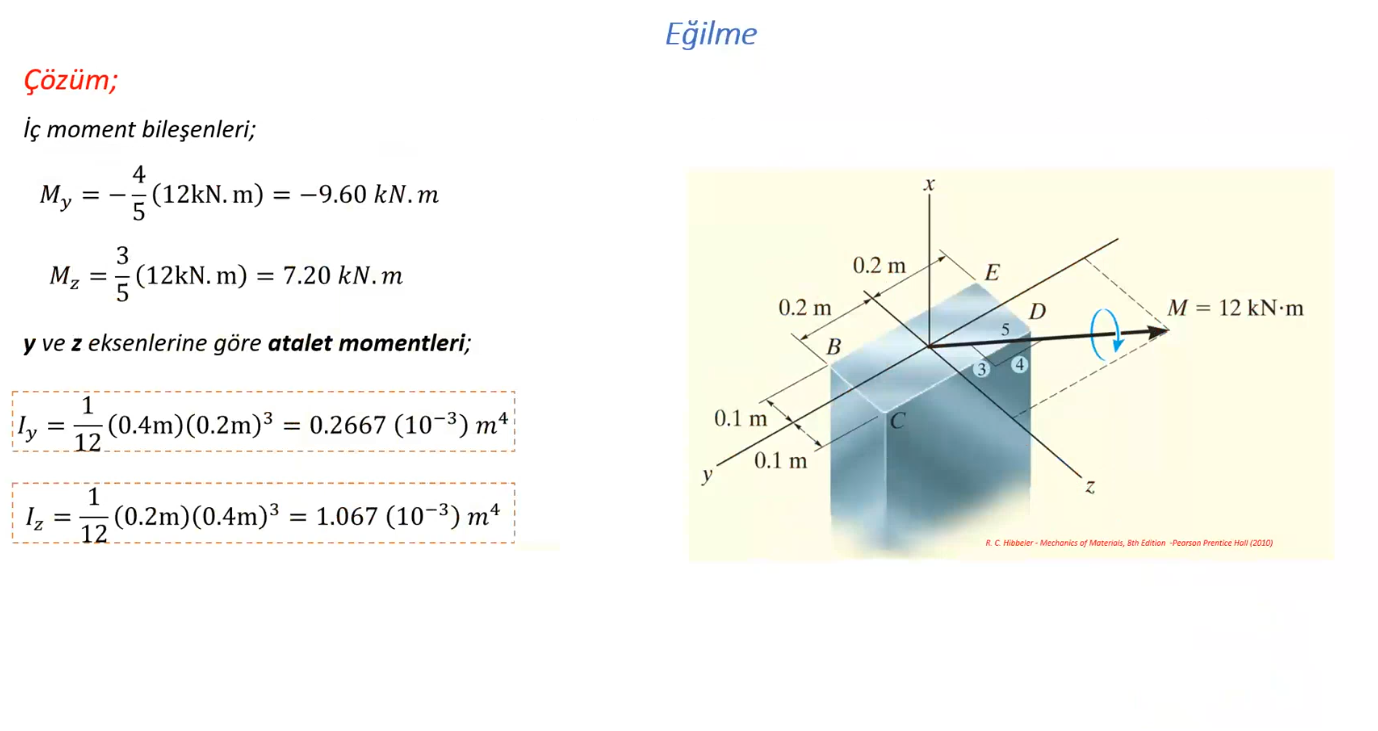 Eğilme
Çözüm;
İç moment bileşenleri;
M_y = −4/5 (12kN.m) = −9.60 kN.m
M_z = 3/5 (12kN.m) = 7.20 kN.m
y ve z eksenlerine göre atalet momentleri;
I_y = 1/12 (0.4m)(0.2m)³ = 0.2667 (10⁻³) m⁴
I_z = 1/12 (0.2m)(0.4m)³ = 1.067 (10⁻³) m⁴
x
0.2 m
E
0.2 m
D
M = 12 kN·m
5
B
3
4
0.1 m
C
0.1 m
y
z
R. C. Hibbeler - Mechanics of Materials, 8th Edition -Pearson Prentice Hall (2010)